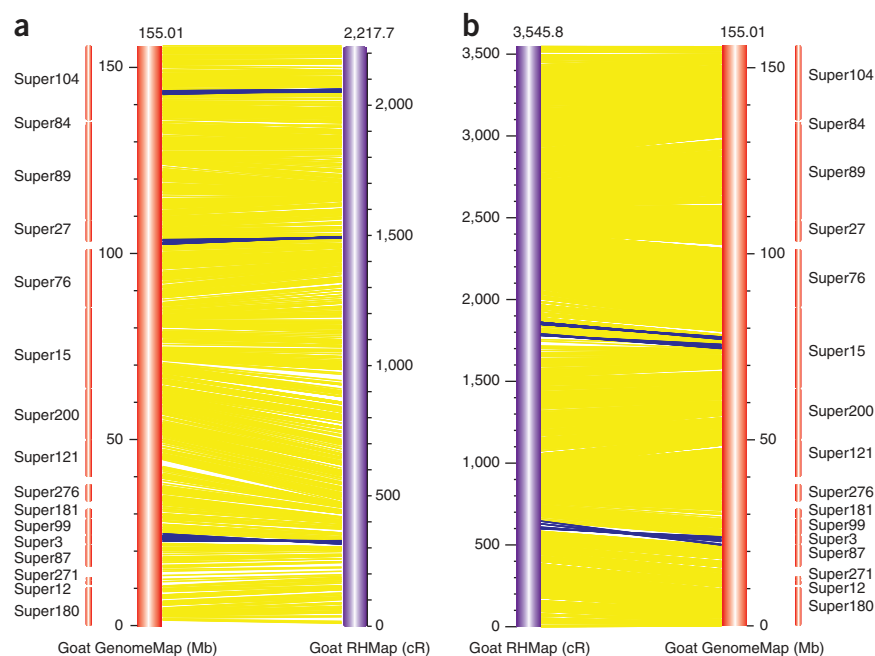 a
155.01
2,217.7
150
100
50
0
2,000
1,500
1,000
500
0
Super104
Super84
Super89
Super27
Super76
Super15
Super200
Super121
Super276
Super181
Super99
Super3
Super87
Super271
Super12
Super180
Goat GenomeMap (Mb)
Goat RHMap (cR)
b
3,545.8
155.01
3,500
3,000
2,500
2,000
1,500
1,000
500
0
150
100
50
0
Super104
Super84
Super89
Super27
Super76
Super15
Super200
Super121
Super276
Super181
Super99
Super3
Super87
Super271
Super12
Super180
Goat RHMap (cR)
Goat GenomeMap (Mb)